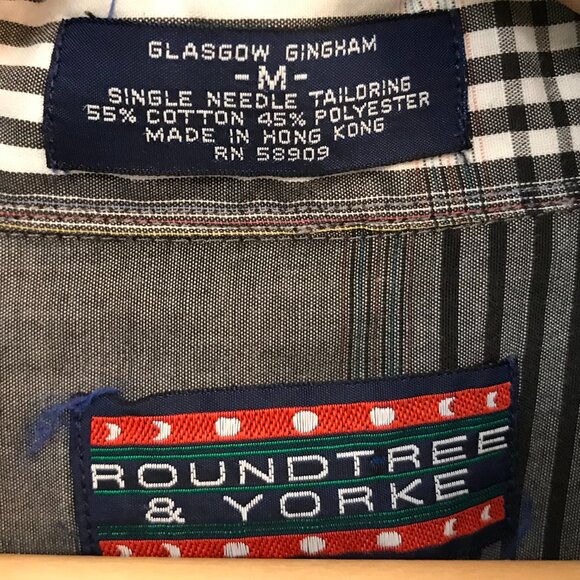 GLASGOW GINGHAM
-M-
SINGLE NEEDLE TAILORING
55% COTTON 45% POLYESTER
MADE IN HONG KONG
RN 58909
ROUNDTREE
& YORKE